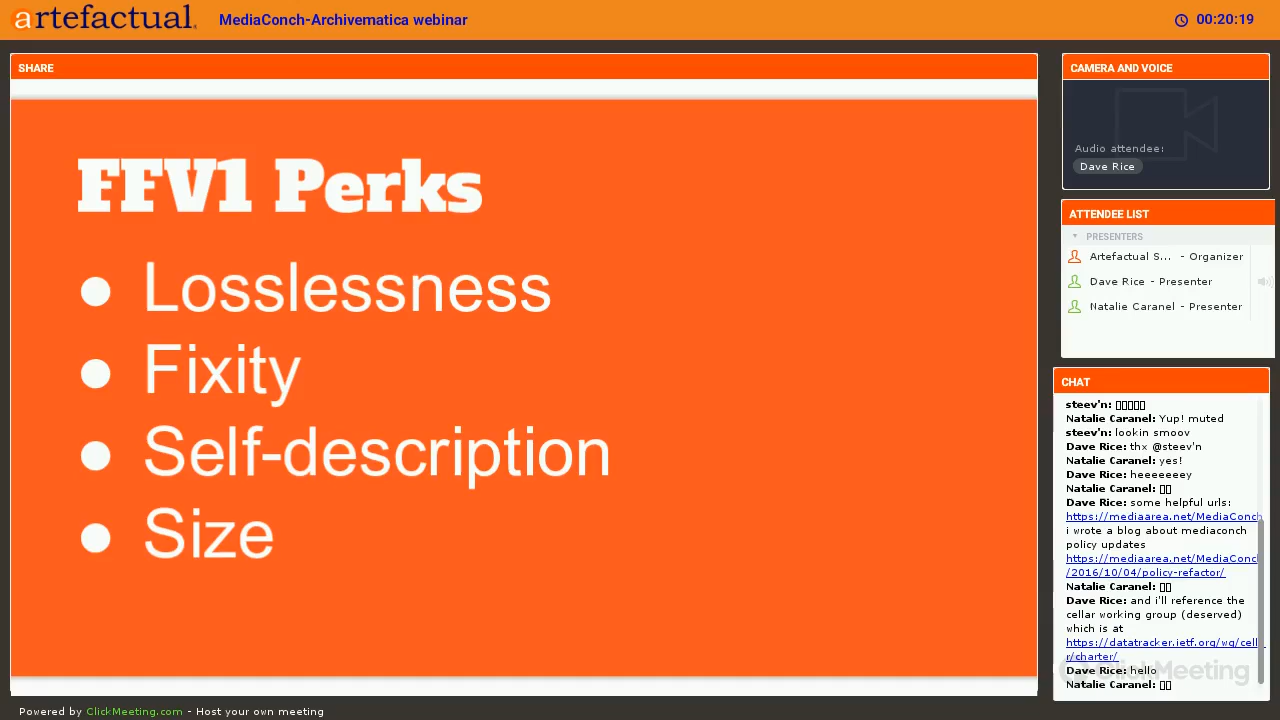 artefactual
MediaConch-Archivematica webinar
00:20:19
SHARE
FFV1 Perks
● Losslessness
● Fixity
● Self-description
● Size
CAMERA AND VOICE
Audio attendee:
Dave Rice
ATTENDEE LIST
PRESENTERS
Artefactual S... - Organizer
Dave Rice - Presenter
Natalie Caranel - Presenter
CHAT
steev'n: ▯▯▯▯▯
Natalie Caranel: Yup! muted
steev'n: lookin smoov
Dave Rice: thx @steev'n
Natalie Caranel: yes!
Dave Rice: heeeeeeey
Natalie Caranel: ▯▯
Dave Rice: some helpful urls:
https://mediaarea.net/MediaConch
i wrote a blog about mediaconch
policy updates
https://mediaarea.net/MediaConch
/2016/10/04/policy-refactor/
Natalie Caranel: ▯▯
Dave Rice: and i'll reference the
cellar working group (deserved)
which is at
https://datatracker.ietf.org/wg/cella
r/charter/
Dave Rice: hello
Natalie Caranel: ▯▯
ClickMeeting
Powered by ClickMeeting.com - Host your own meeting